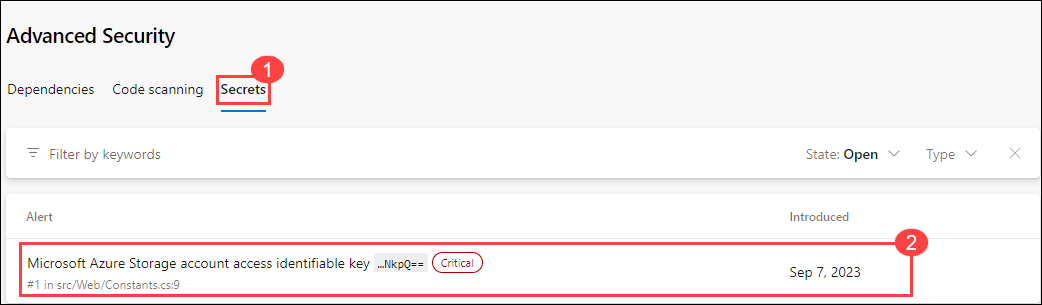 Advanced Security
1
Dependencies Code scanning Secrets
Filter by keywords State: Open Type
Alert Introduced
2
Microsoft Azure Storage account access identifiable key …NkpQ== Critical Sep 7, 2023
#1 in src/Web/Constants.cs:9